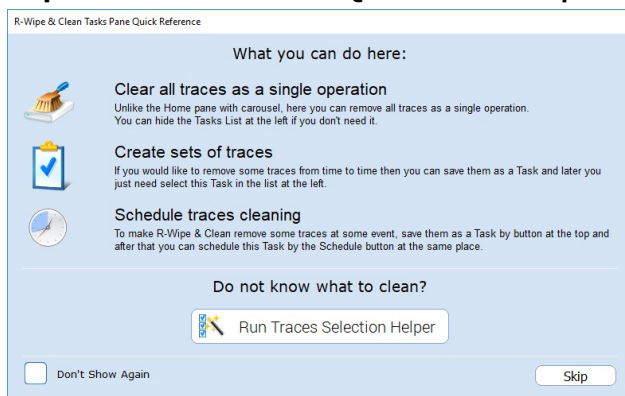 R-Wipe & Clean Tasks Pane Quick Reference
What you can do here:
Clear all traces as a single operation
Unlike the Home pane with carousel, here you can remove all traces as a single operation.
You can hide the Tasks List at the left if you don't need it.
Create sets of traces
If you would like to remove some traces from time to time then you can save them as a Task and later you
just need select this Task in the list at the left.
Schedule traces cleaning
To make R-Wipe & Clean remove some traces at some event, save them as a Task by button at the top and
after that you can schedule this Task by the Schedule button at the same place.
Do not know what to clean?
Run Traces Selection Helper
Don't Show Again
Skip